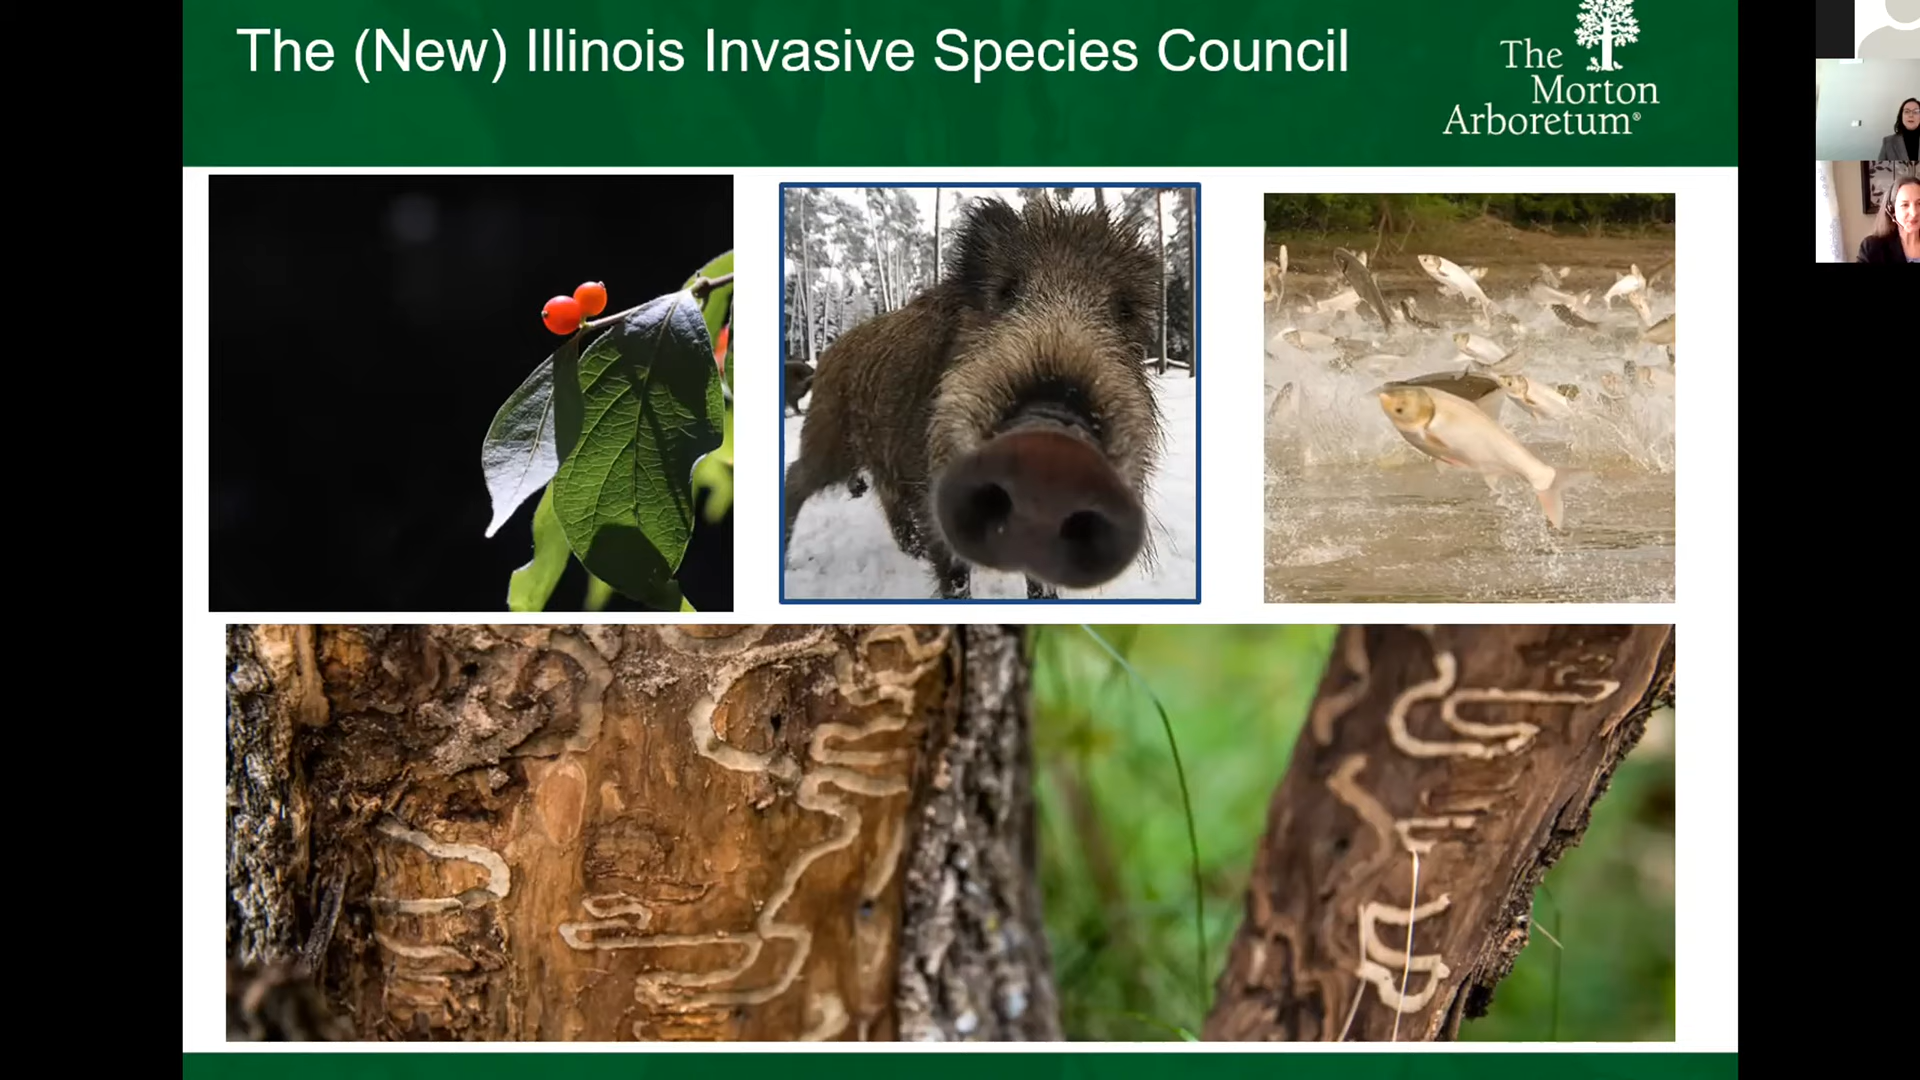 The (New) Illinois Invasive Species Council
The
Morton
Arboretum®